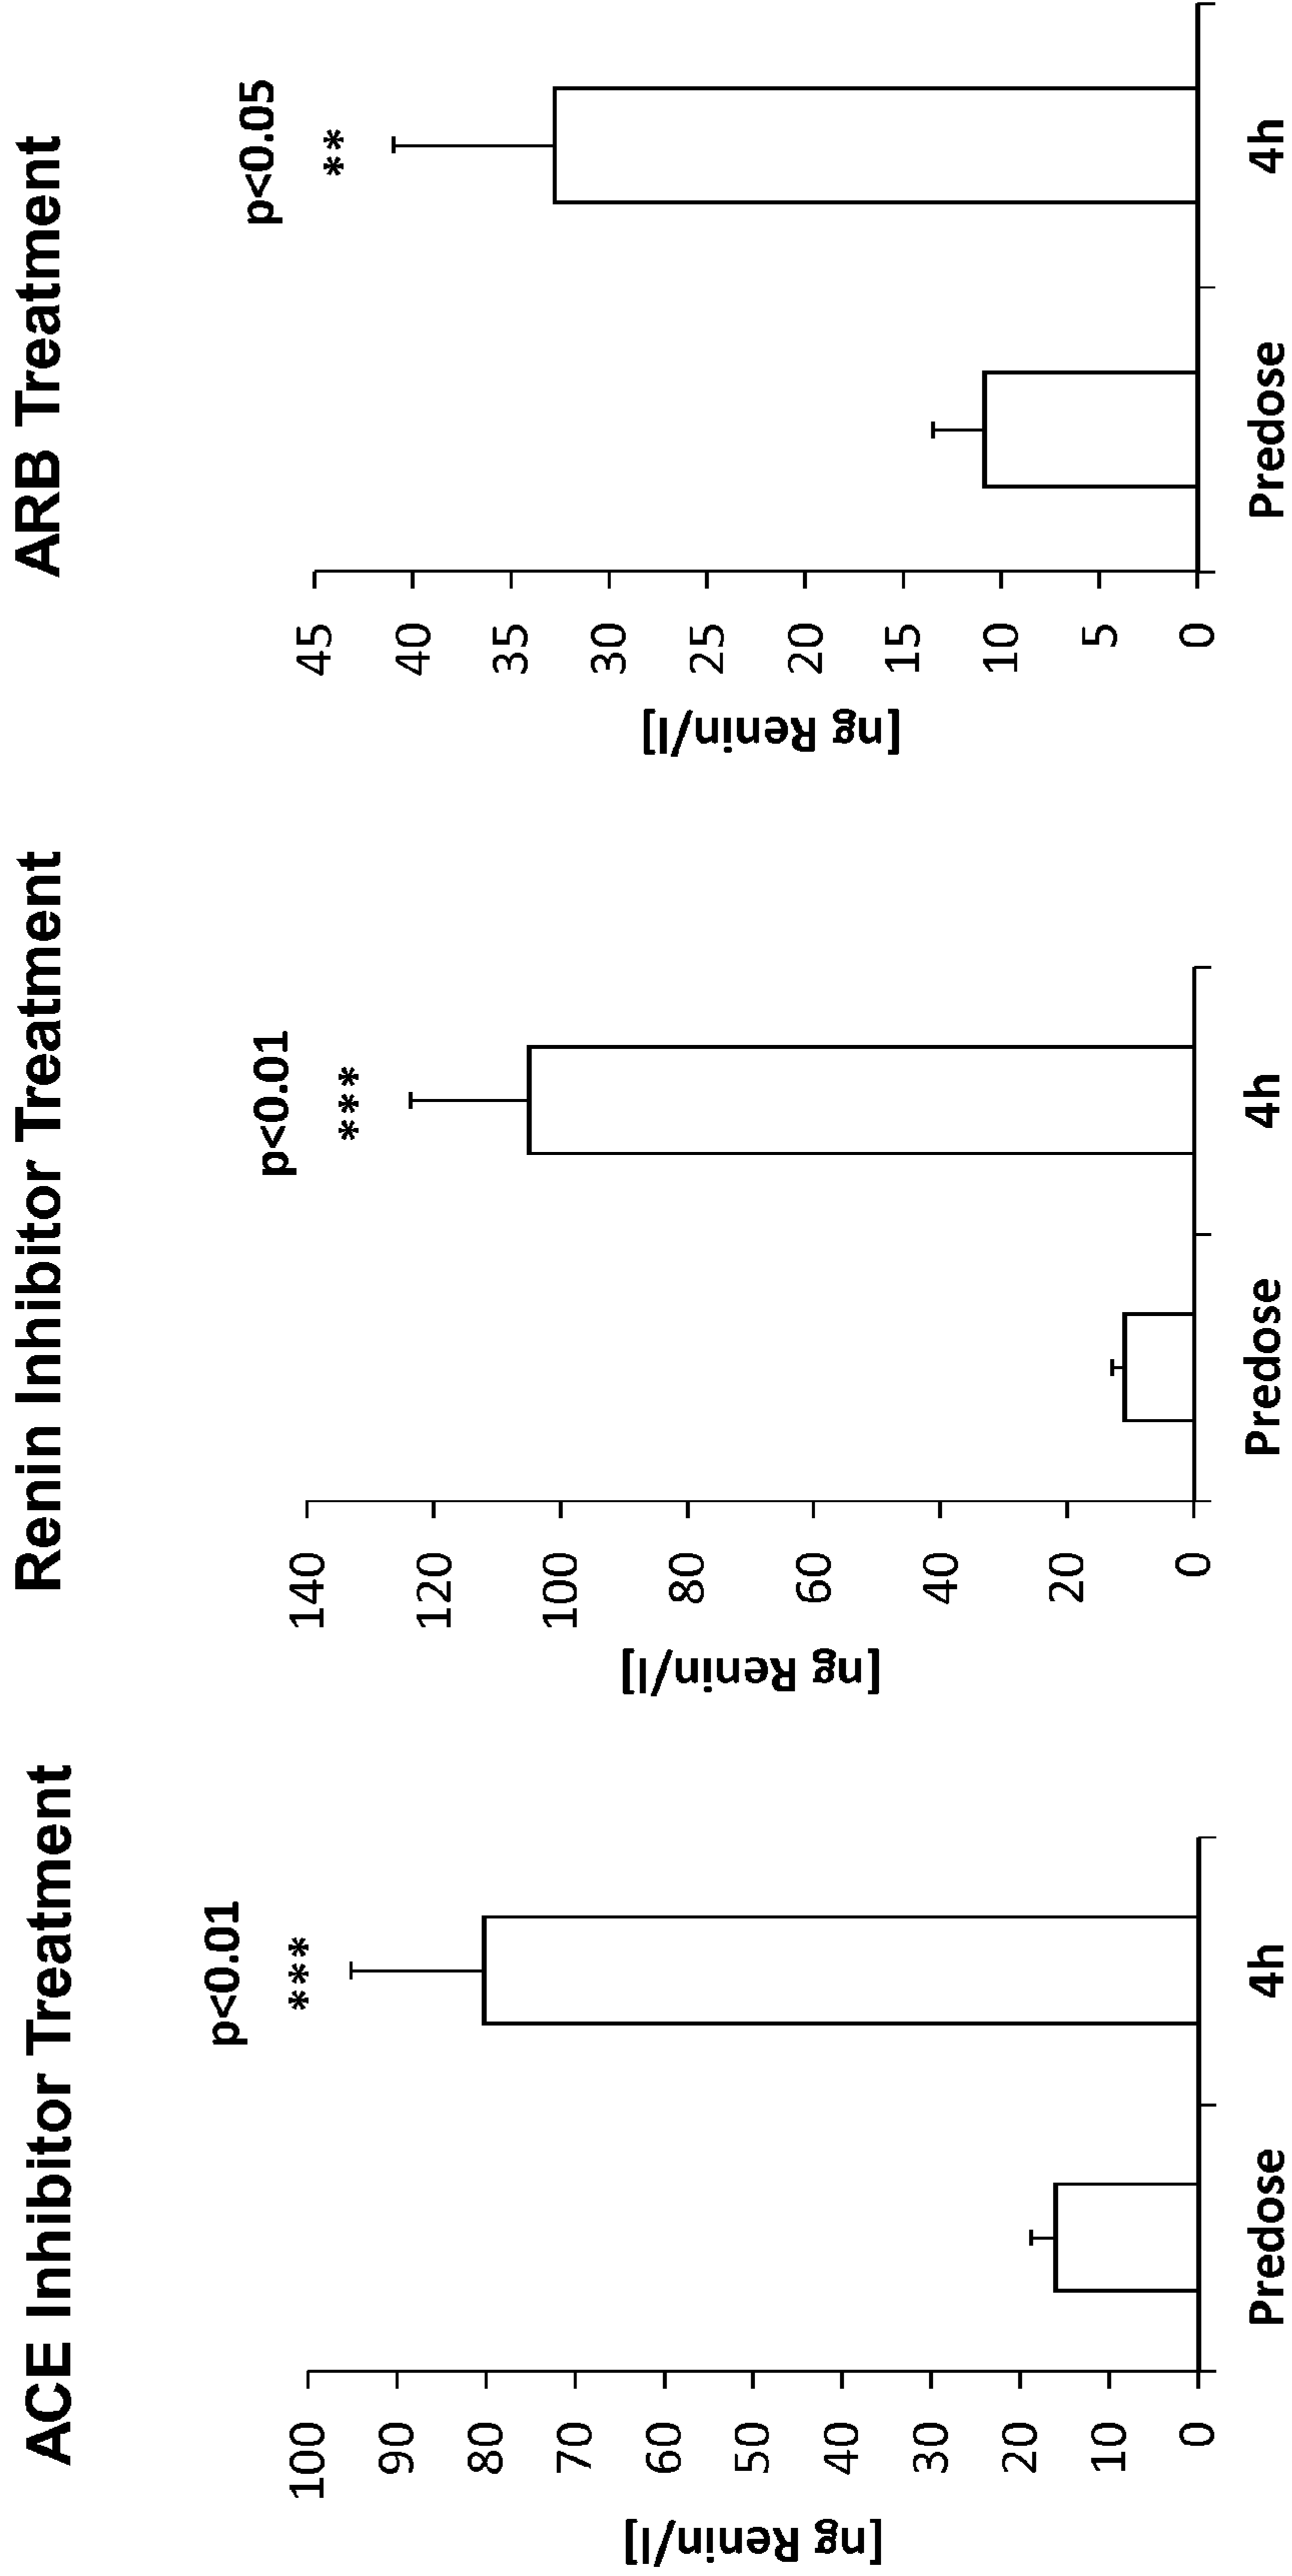 ACE Inhibitor Treatment
p<0.01
***
100
90
80
70
60
50
40
30
20
10
0
[ng Renin/l]
Predose
4h
Renin Inhibitor Treatment
p<0.01
***
140
120
100
80
60
40
20
0
[ng Renin/l]
Predose
4h
ARB Treatment
p<0.05
**
45
40
35
30
25
20
15
10
5
0
[ng Renin/l]
Predose
4h